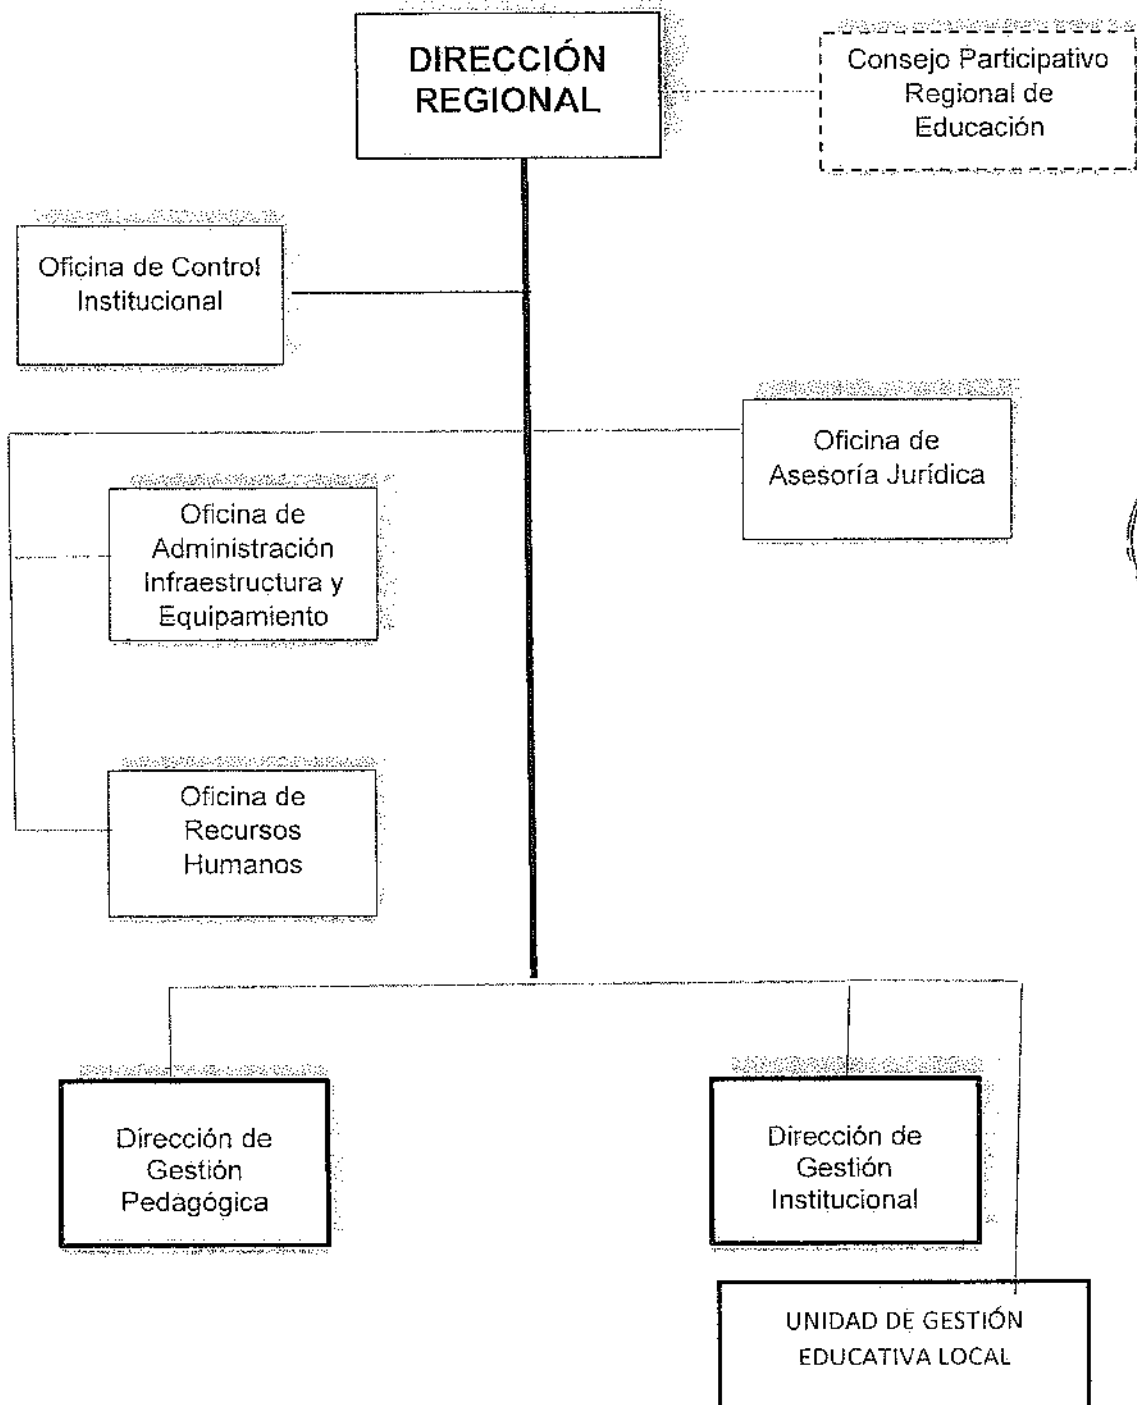 DIRECCIÓN
REGIONAL
Consejo Participativo
Regional de
Educación
Oficina de Control
Institucional
Oficina de
Asesoría Jurídica
Oficina de
Administración
Infraestructura y
Equipamiento
Oficina de
Recursos
Humanos
Dirección de
Gestión
Pedagógica
Dirección de
Gestión
Institucional
UNIDAD DE GESTIÓN
EDUCATIVA LOCAL